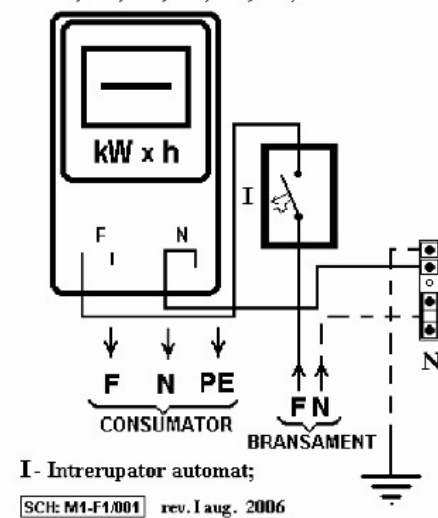 kW x h
F N
I
F N PE
CONSUMATOR
F N
BRANSAMENT
N
I - Intrerupator automat;
SCH: M1-F1/001 rev. I aug. 2006